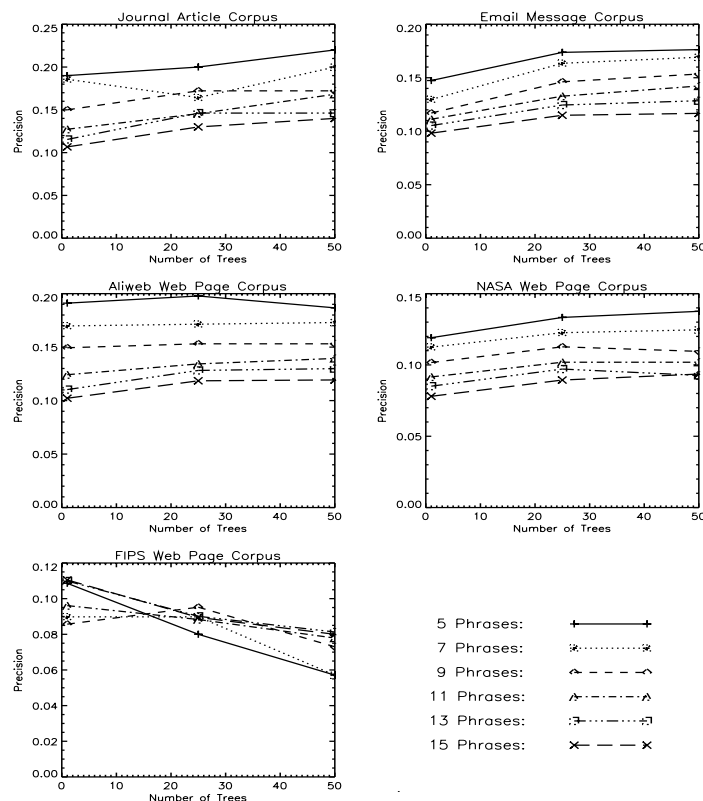 Journal Article Corpus
0.25
0.20
0.15
0.10
0.05
0.00
Precision
0 10 20 30 40 50
Number of Trees
Email Message Corpus
0.20
0.15
0.10
0.05
0.00
Precision
0 10 20 30 40 50
Number of Trees
Aliweb Web Page Corpus
0.20
0.15
0.10
0.05
0.00
Precision
0 10 20 30 40 50
Number of Trees
NASA Web Page Corpus
0.15
0.10
0.05
0.00
Precision
0 10 20 30 40 50
Number of Trees
FIPS Web Page Corpus
0.12
0.10
0.08
0.06
0.04
0.02
0.00
Precision
0 10 20 30 40 50
Number of Trees
5 Phrases:
7 Phrases:
9 Phrases:
11 Phrases:
13 Phrases:
15 Phrases: